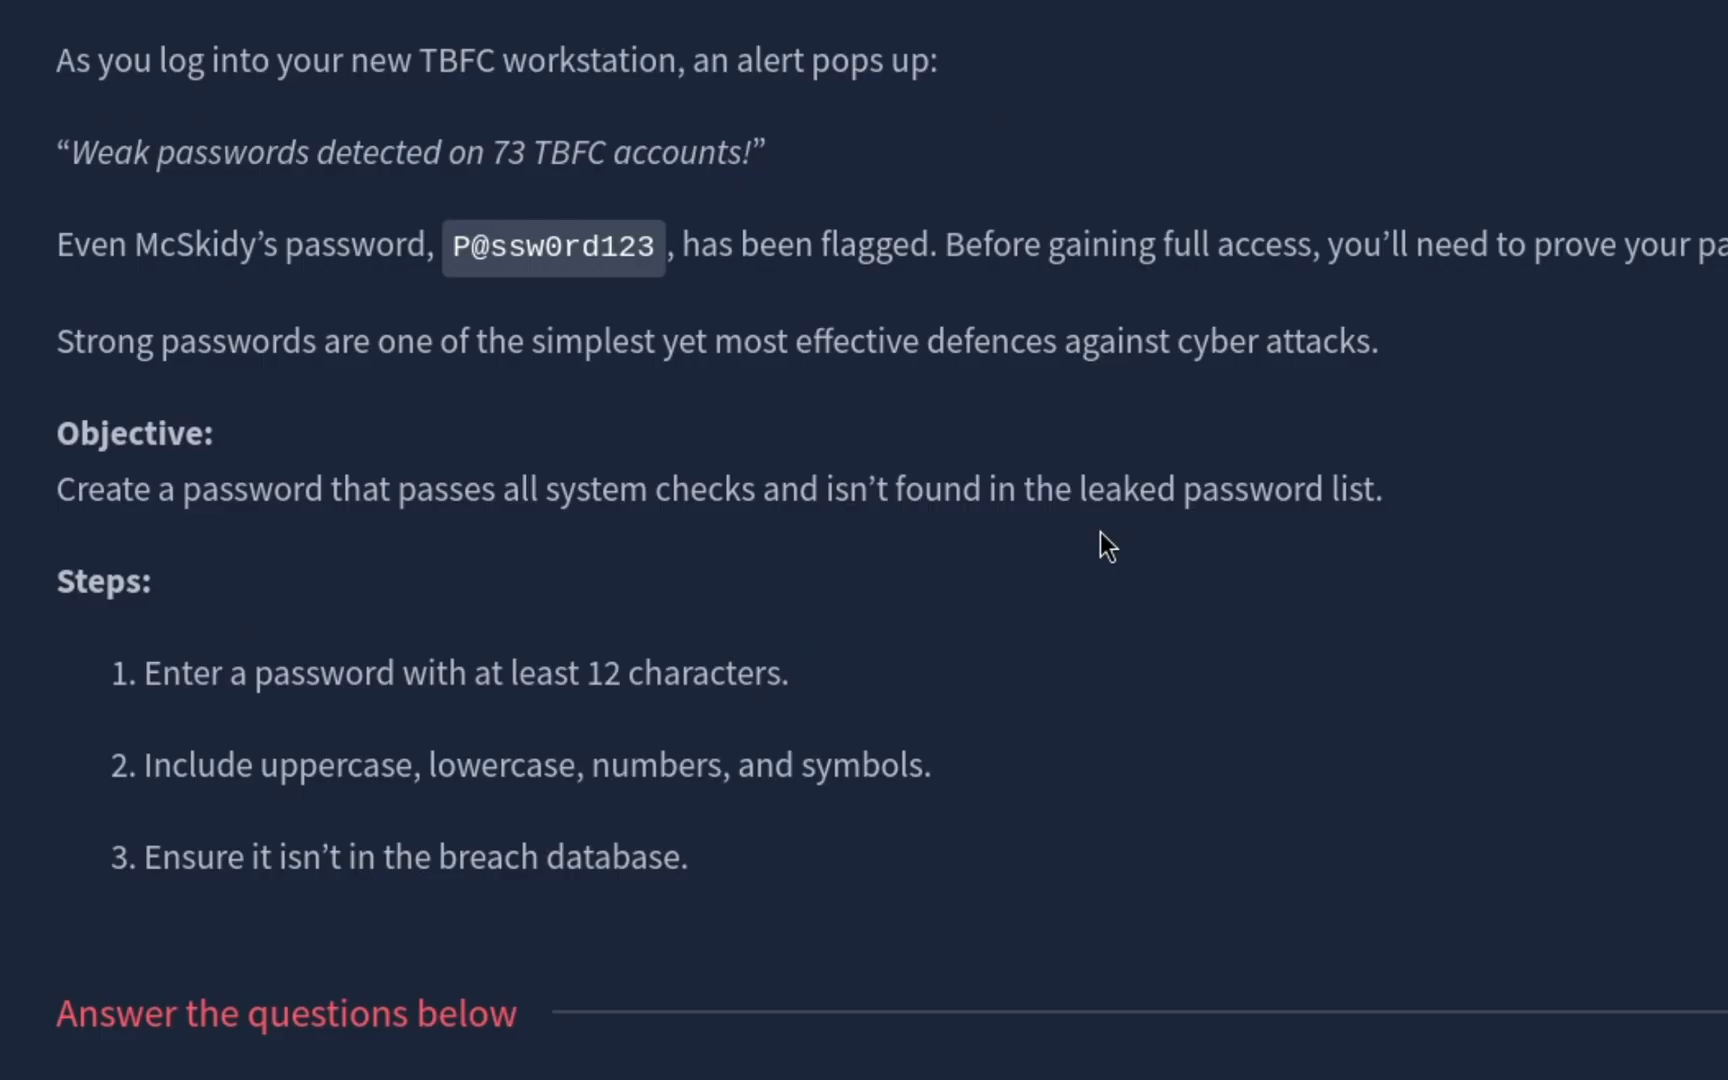 As you log into your new TBFC workstation, an alert pops up:
“Weak passwords detected on 73 TBFC accounts!”
Even McSkidy’s password, P@ssw0rd123, has been flagged. Before gaining full access, you’ll need to prove your
Strong passwords are one of the simplest yet most effective defences against cyber attacks.
Objective:
Create a password that passes all system checks and isn’t found in the leaked password list.
Steps:
1. Enter a password with at least 12 characters.
2. Include uppercase, lowercase, numbers, and symbols.
3. Ensure it isn’t in the breach database.
Answer the questions below